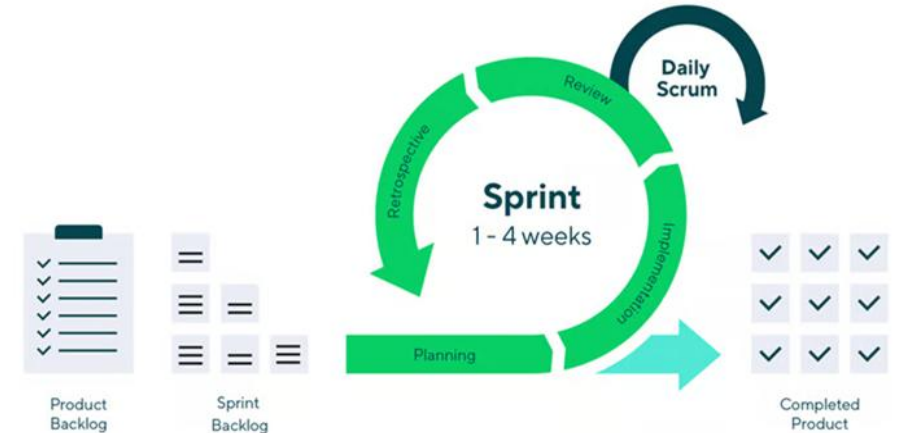 Daily
Scrum
Review
Retrospective
Sprint
1 - 4 weeks
Implementation
Planning
Product
Backlog
Sprint
Backlog
Completed
Product